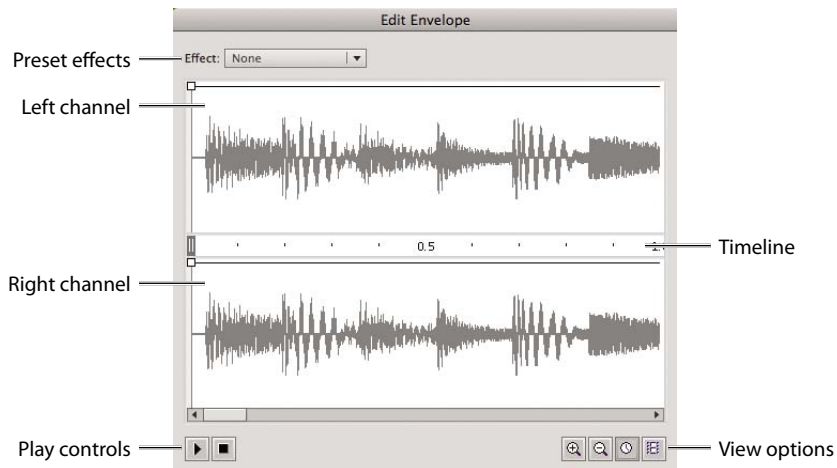 Edit Envelope
Preset effects
Effect: None
Left channel
0.5
Timeline
Right channel
Play controls
View options